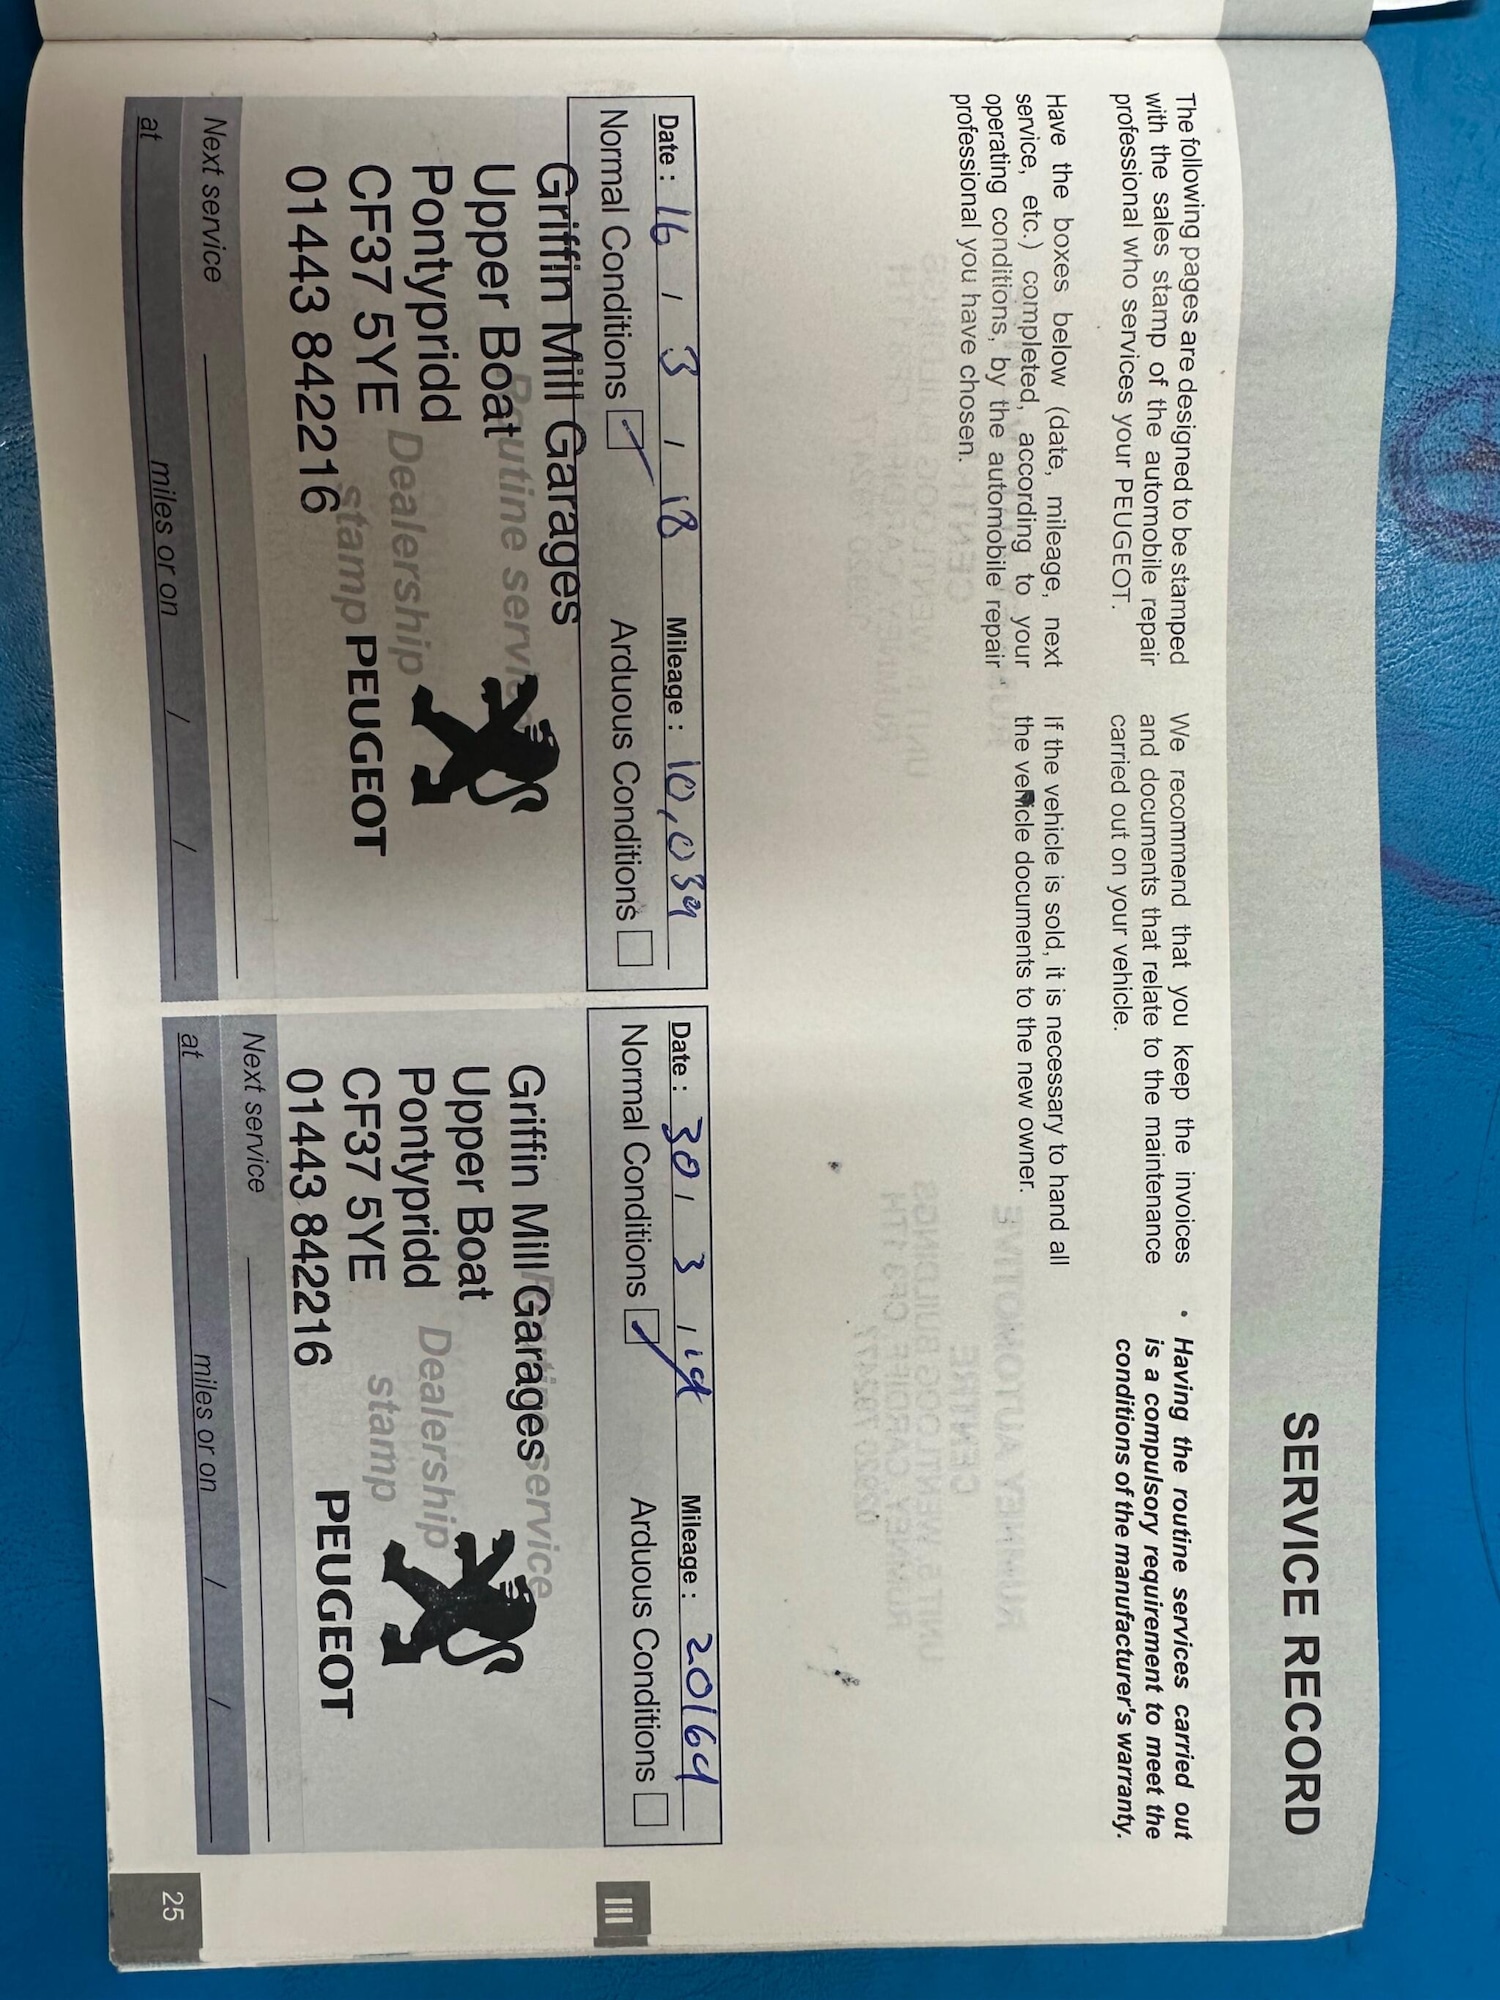 SERVICE RECORD
The following pages are designed to be stamped
with the sales stamp of the automobile repair
professional who services your PEUGEOT.
Have the boxes below (date, mileage, next
service, etc.) completed, according to your
operating conditions, by the automobile repair
professional you have chosen.
We recommend that you keep the invoices
and documents that relate to the maintenance
carried out on your vehicle.
If the vehicle is sold, it is necessary to hand all
the vehicle documents to the new owner.
• Having the routine services carried out
is a compulsory requirement to meet the
conditions of the manufacturer's warranty.
Date : 16 / 3 / 18 Mileage : 10,034
Normal Conditions Arduous Conditions
Routine service
Dealership
stamp
Griffin Mill Garages
Upper Boat
Pontypridd
CF37 5YE
01443 842216
PEUGEOT
Next service
at miles or on / /
Date : 30 / 3 / 19 Mileage : 20164
Normal Conditions Arduous Conditions
Routine service
Dealership
stamp
Griffin Mill Garages
Upper Boat
Pontypridd
CF37 5YE
01443 842216
PEUGEOT
Next service
at miles or on / /
III
25